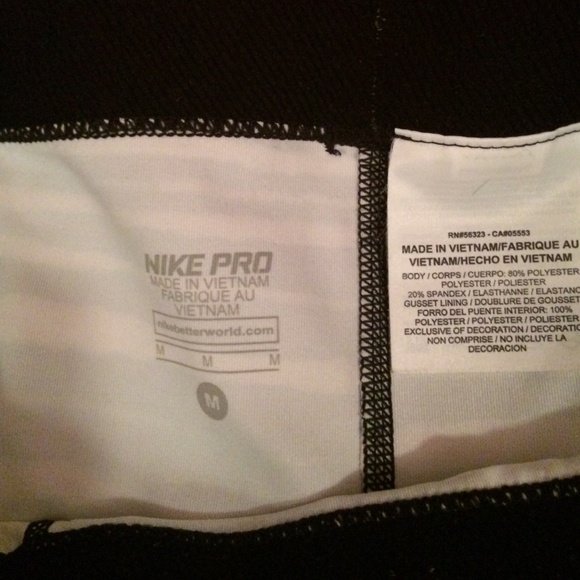 NIKE PRO
MADE IN VIETNAM
FABRIQUE AU
VIETNAM
nikebetterworld.com
M M M
M
RN#56323 - CA#05553
MADE IN VIETNAM/FABRIQUE AU
VIETNAM/HECHO EN VIETNAM
BODY / CORPS / CUERPO: 80% POLYESTER
POLYESTER / POLIESTER
20% SPANDEX / ELASTHANNE / ELASTANO
GUSSET LINING / DOUBLURE DE GOUSSET
FORRO DEL PUENTE INTERIOR: 100%
POLYESTER / POLYESTER / POLIESTER
EXCLUSIVE OF DECORATION / DECORATIO
NON COMPRISE / NO INCLUYE LA
DECORACION